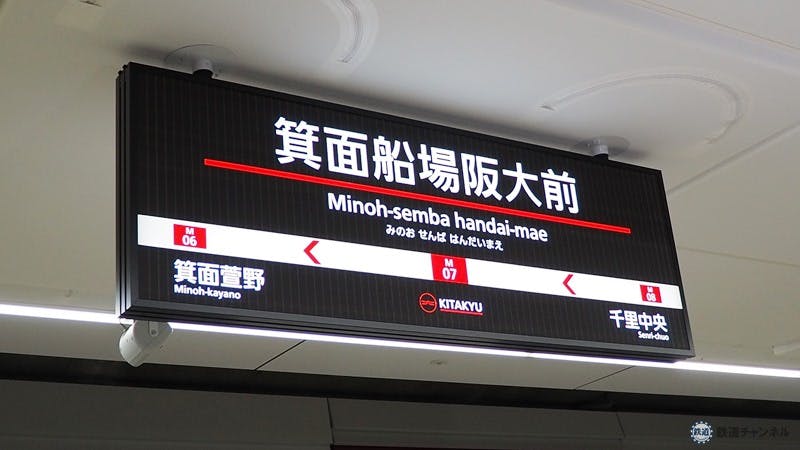 箕面船場阪大前
Minoh-semba handai-mae
みのお せんば はんだいまえ
M
06
M
07
M
08
箕面萱野
Minoh-kayano
KITAKYU
千里中央
Senri-chuo
鉄道チャンネル